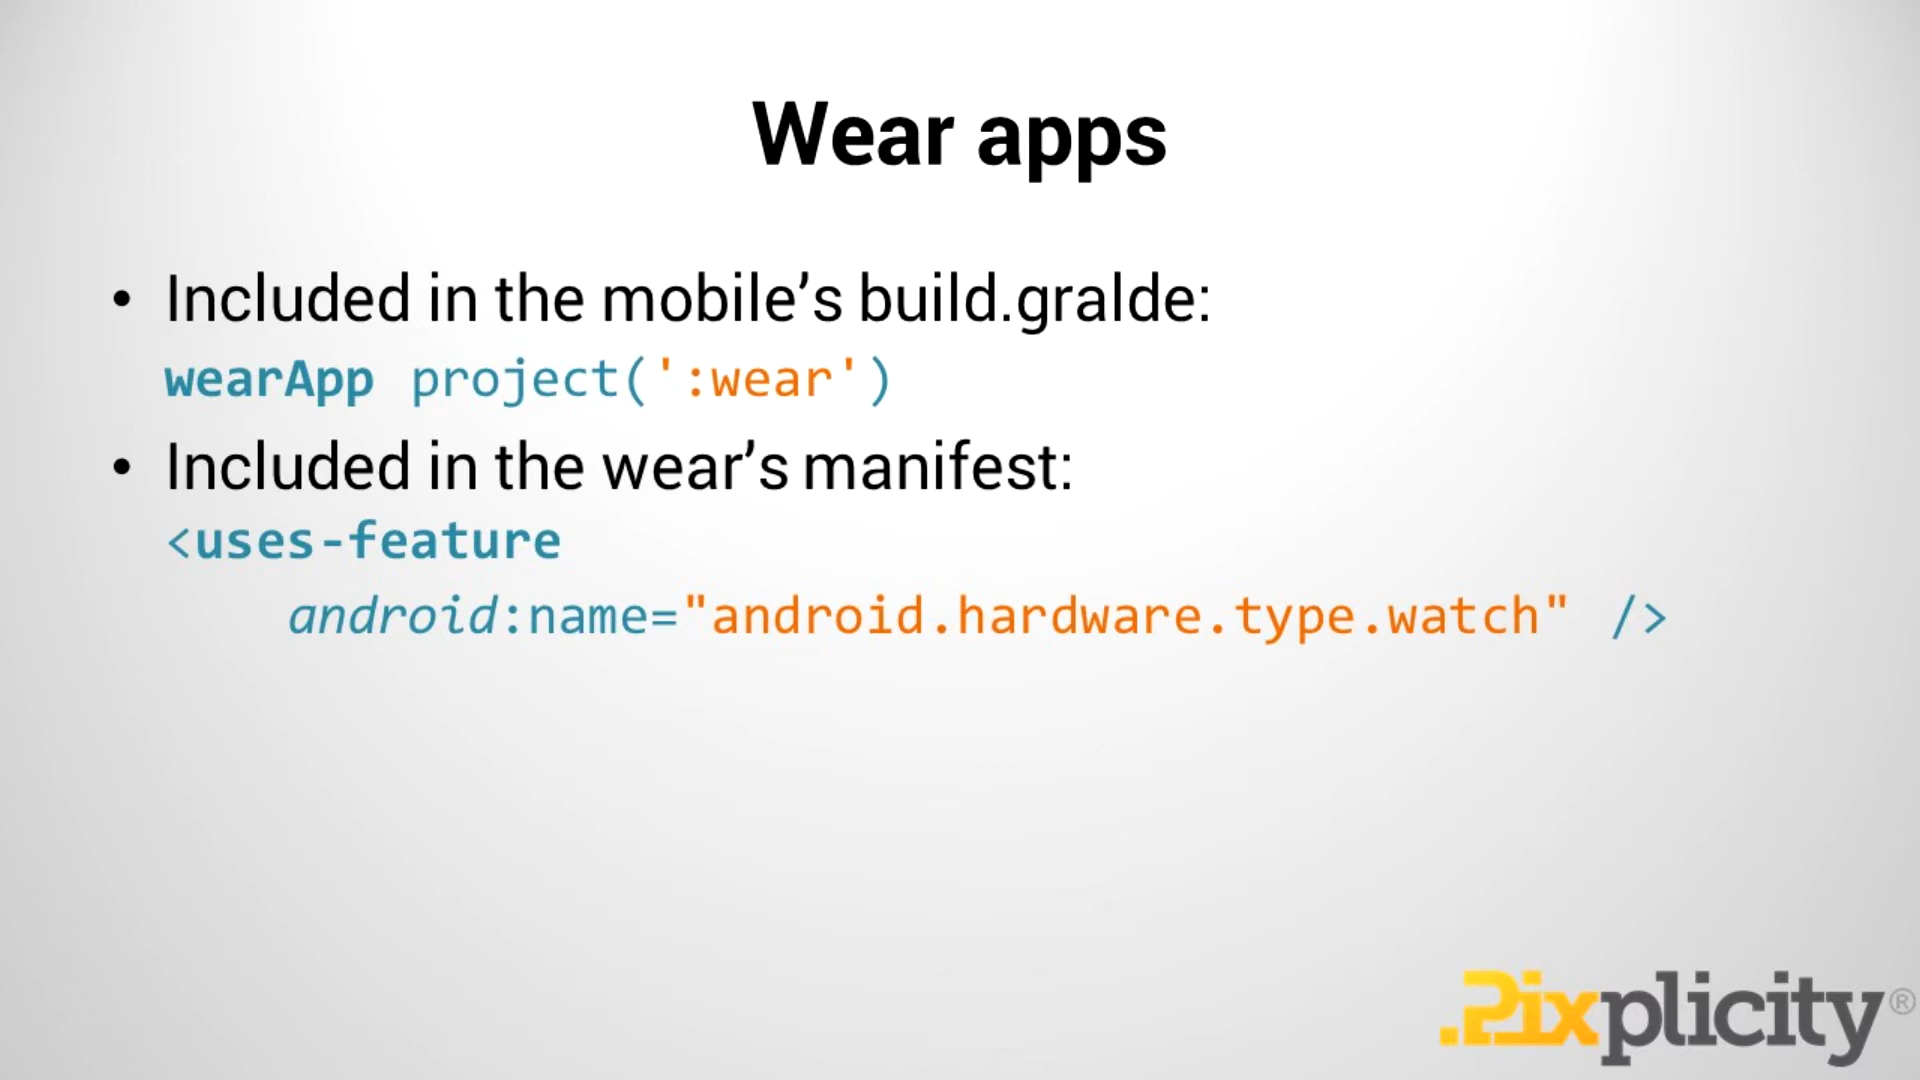 Wear apps
• Included in the mobile’s build.gralde:
wearApp project(':wear')
• Included in the wear’s manifest:
<uses-feature
android:name="android.hardware.type.watch" />
.Pixplicity®